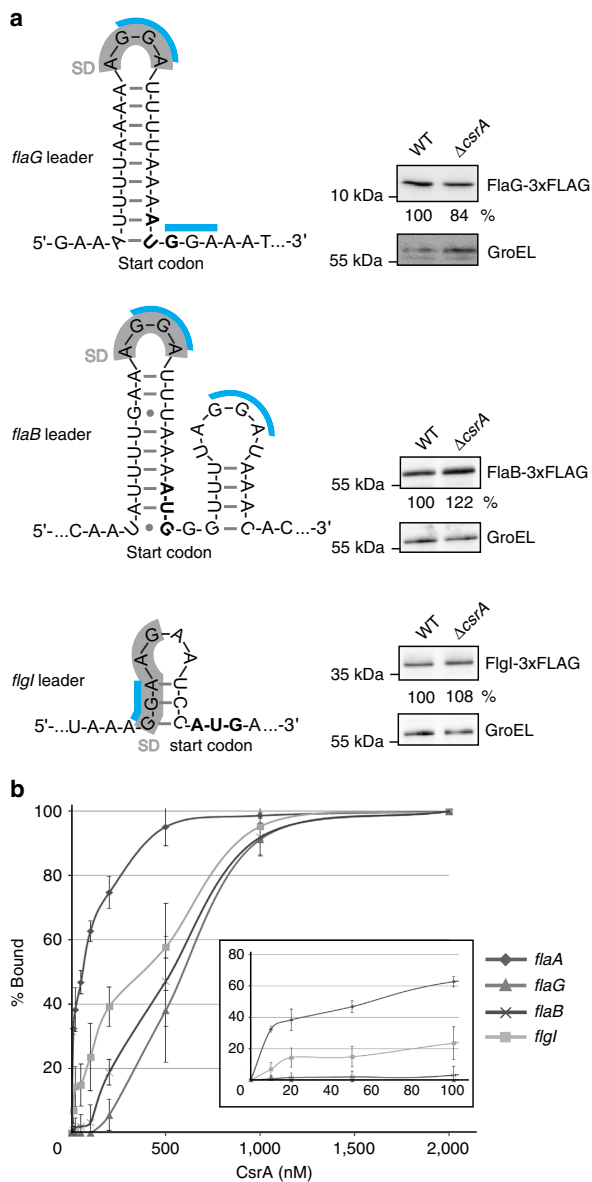 a
G-G
A A
SD
flaG leader
5'-G-A-A-
U-G-G-A-A-A-T...-3'
Start codon
WT ΔcsrA
10 kDa
FlaG-3xFLAG
100 84 %
55 kDa
GroEL
G-G
A A
SD
G-G
A A
flaB leader
5'-...C-A-A-U
G-G-G
C-A-C...-3'
Start codon
WT ΔcsrA
55 kDa
FlaB-3xFLAG
100 122 %
55 kDa
GroEL
G-A
A A
flgI leader
5'-...U-A-A-A-G
C-A-U-G-A...-3'
SD start codon
WT ΔcsrA
35 kDa
FlgI-3xFLAG
100 108 %
55 kDa
GroEL
b
% Bound
100
80
60
40
20
0 500 1,000 1,500 2,000
CsrA (nM)
80
60
40
20
0 20 40 60 80 100
flaA
flaG
flaB
flgI